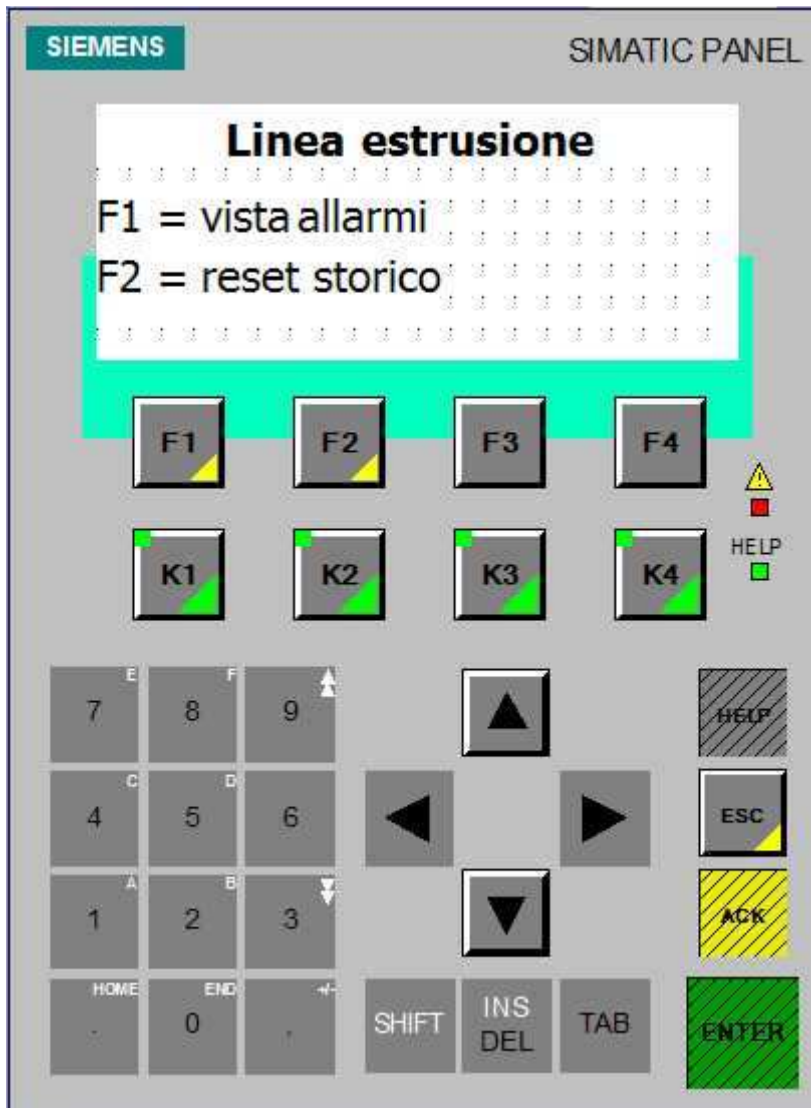 SIEMENS
SIMATIC PANEL
Linea estrusione
F1 = vista allarmi
F2 = reset storico
F1
F2
F3
F4
HELP
K1
K2
K3
K4
E
7
F
8
9
HELP
C
4
D
5
6
ESC
A
1
B
2
3
ACK
HOME
.
END
0
+/-
,
SHIFT
INS
DEL
TAB
ENTER